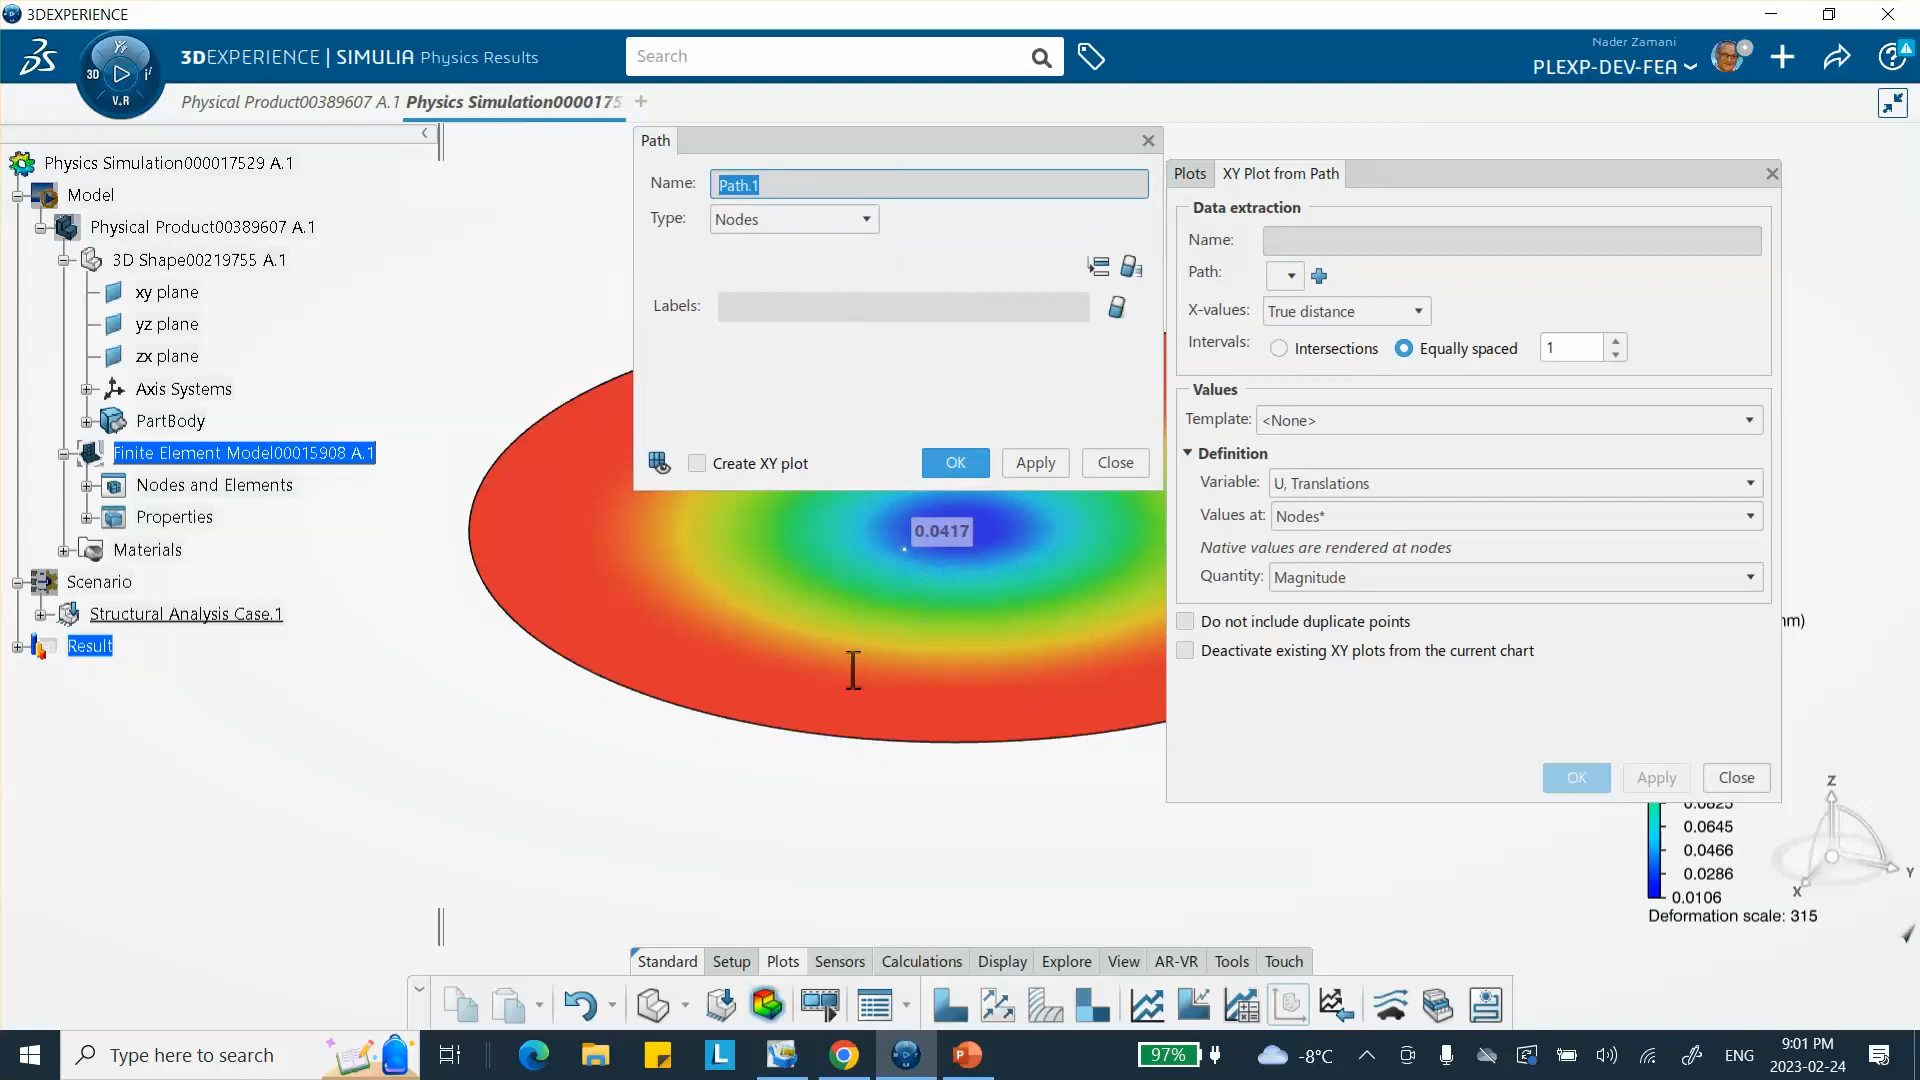 3DEXPERIENCE
3DEXPERIENCE | SIMULIA Physics Results
Search
Nader Zamani
PLEXP-DEV-FEA
3D
V.R
Physical Product00389607 A.1
Physics Simulation0000175
Physics Simulation000017529 A.1
Model
Physical Product00389607 A.1
3D Shape00219755 A.1
xy plane
yz plane
zx plane
Axis Systems
PartBody
Finite Element Model00015908 A.1
Nodes and Elements
Properties
Materials
Scenario
Structural Analysis Case.1
Result
Path
Name:
Path.1
Type:
Nodes
Labels:
Create XY plot
OK
Apply
Close
0.0417
Plots
XY Plot from Path
Data extraction
Name:
Path:
X-values:
True distance
Intervals:
Intersections
Equally spaced
1
Values
Template:
<None>
Definition
Variable:
U, Translations
Values at:
Nodes*
Native values are rendered at nodes
Quantity:
Magnitude
Do not include duplicate points
Deactivate existing XY plots from the current chart
OK
Apply
Close
0.0825
0.0645
0.0466
0.0286
0.0106
Deformation scale: 315
Z
Y
X
Standard
Setup
Plots
Sensors
Calculations
Display
Explore
View
AR-VR
Tools
Touch
Type here to search
97%
-8°C
ENG
9:01 PM
2023-02-24